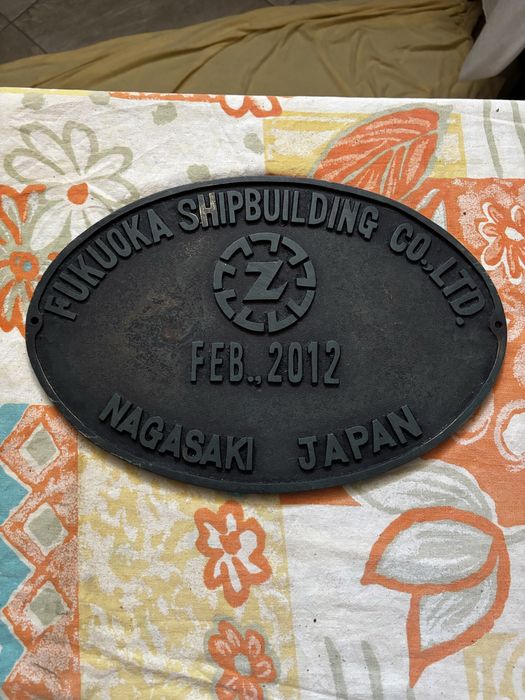 FUKUOKA SHIPBUILDING CO.,LTD.
Z
FEB.,2012
NAGASAKI JAPAN